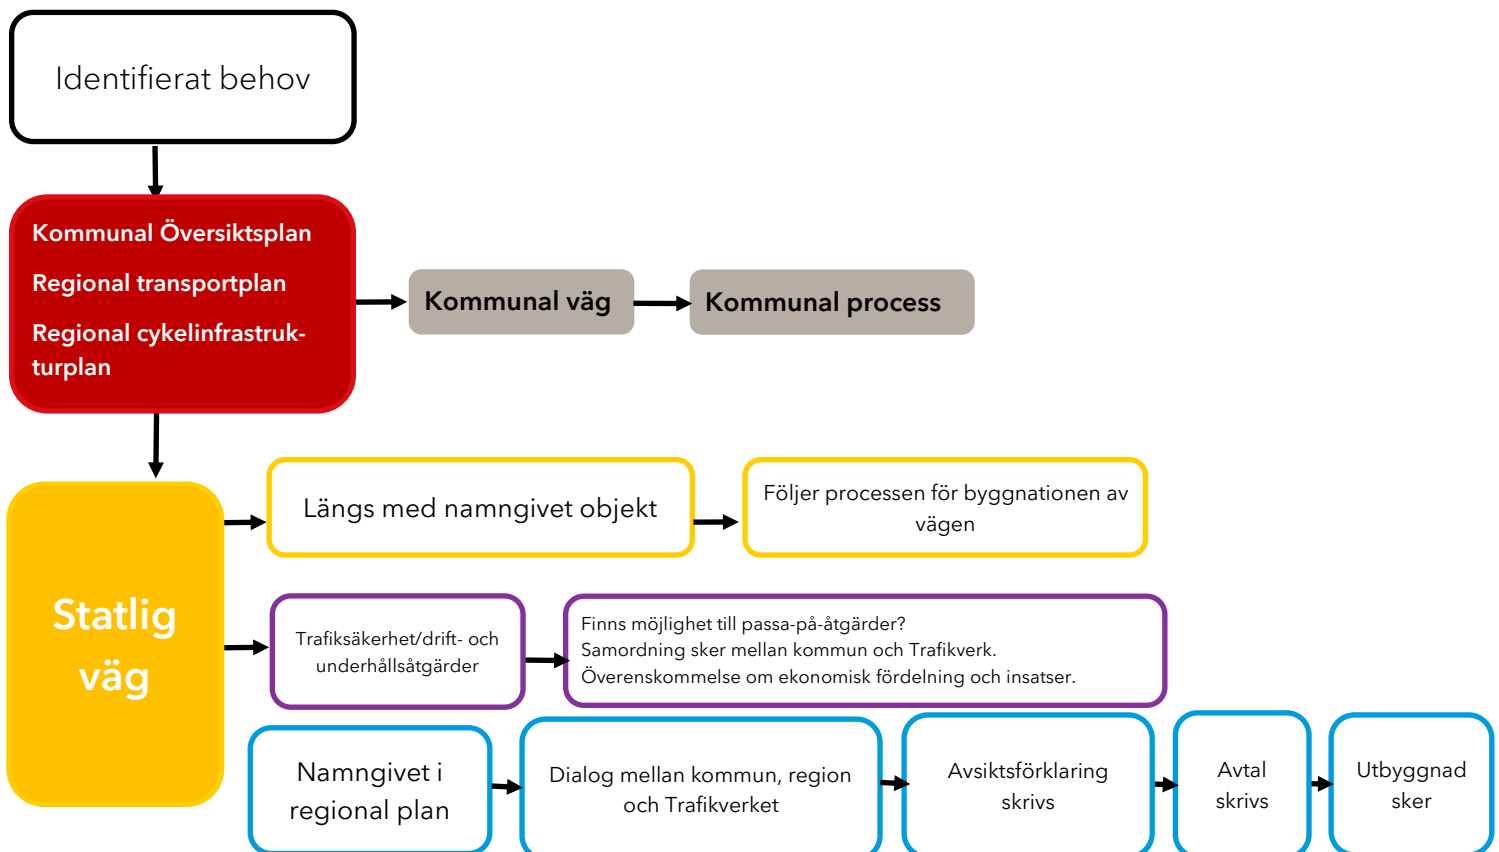 Identifierat behov
Kommunal Översiktsplan
Regional transportplan
Regional cykelinfrastruk-
turplan
Kommunal väg
Kommunal process
Statlig
väg
Längs med namngivet objekt
Följer processen för byggnationen av
vägen
Trafiksäkerhet/drift- och
underhållsåtgärder
Finns möjlighet till passa-på-åtgärder?
Samordning sker mellan kommun och Trafikverk.
Överenskommelse om ekonomisk fördelning och insatser.
Namngivet i
regional plan
Dialog mellan kommun, region
och Trafikverket
Avsiktsförklaring
skrivs
Avtal
skrivs
Utbyggnad
sker